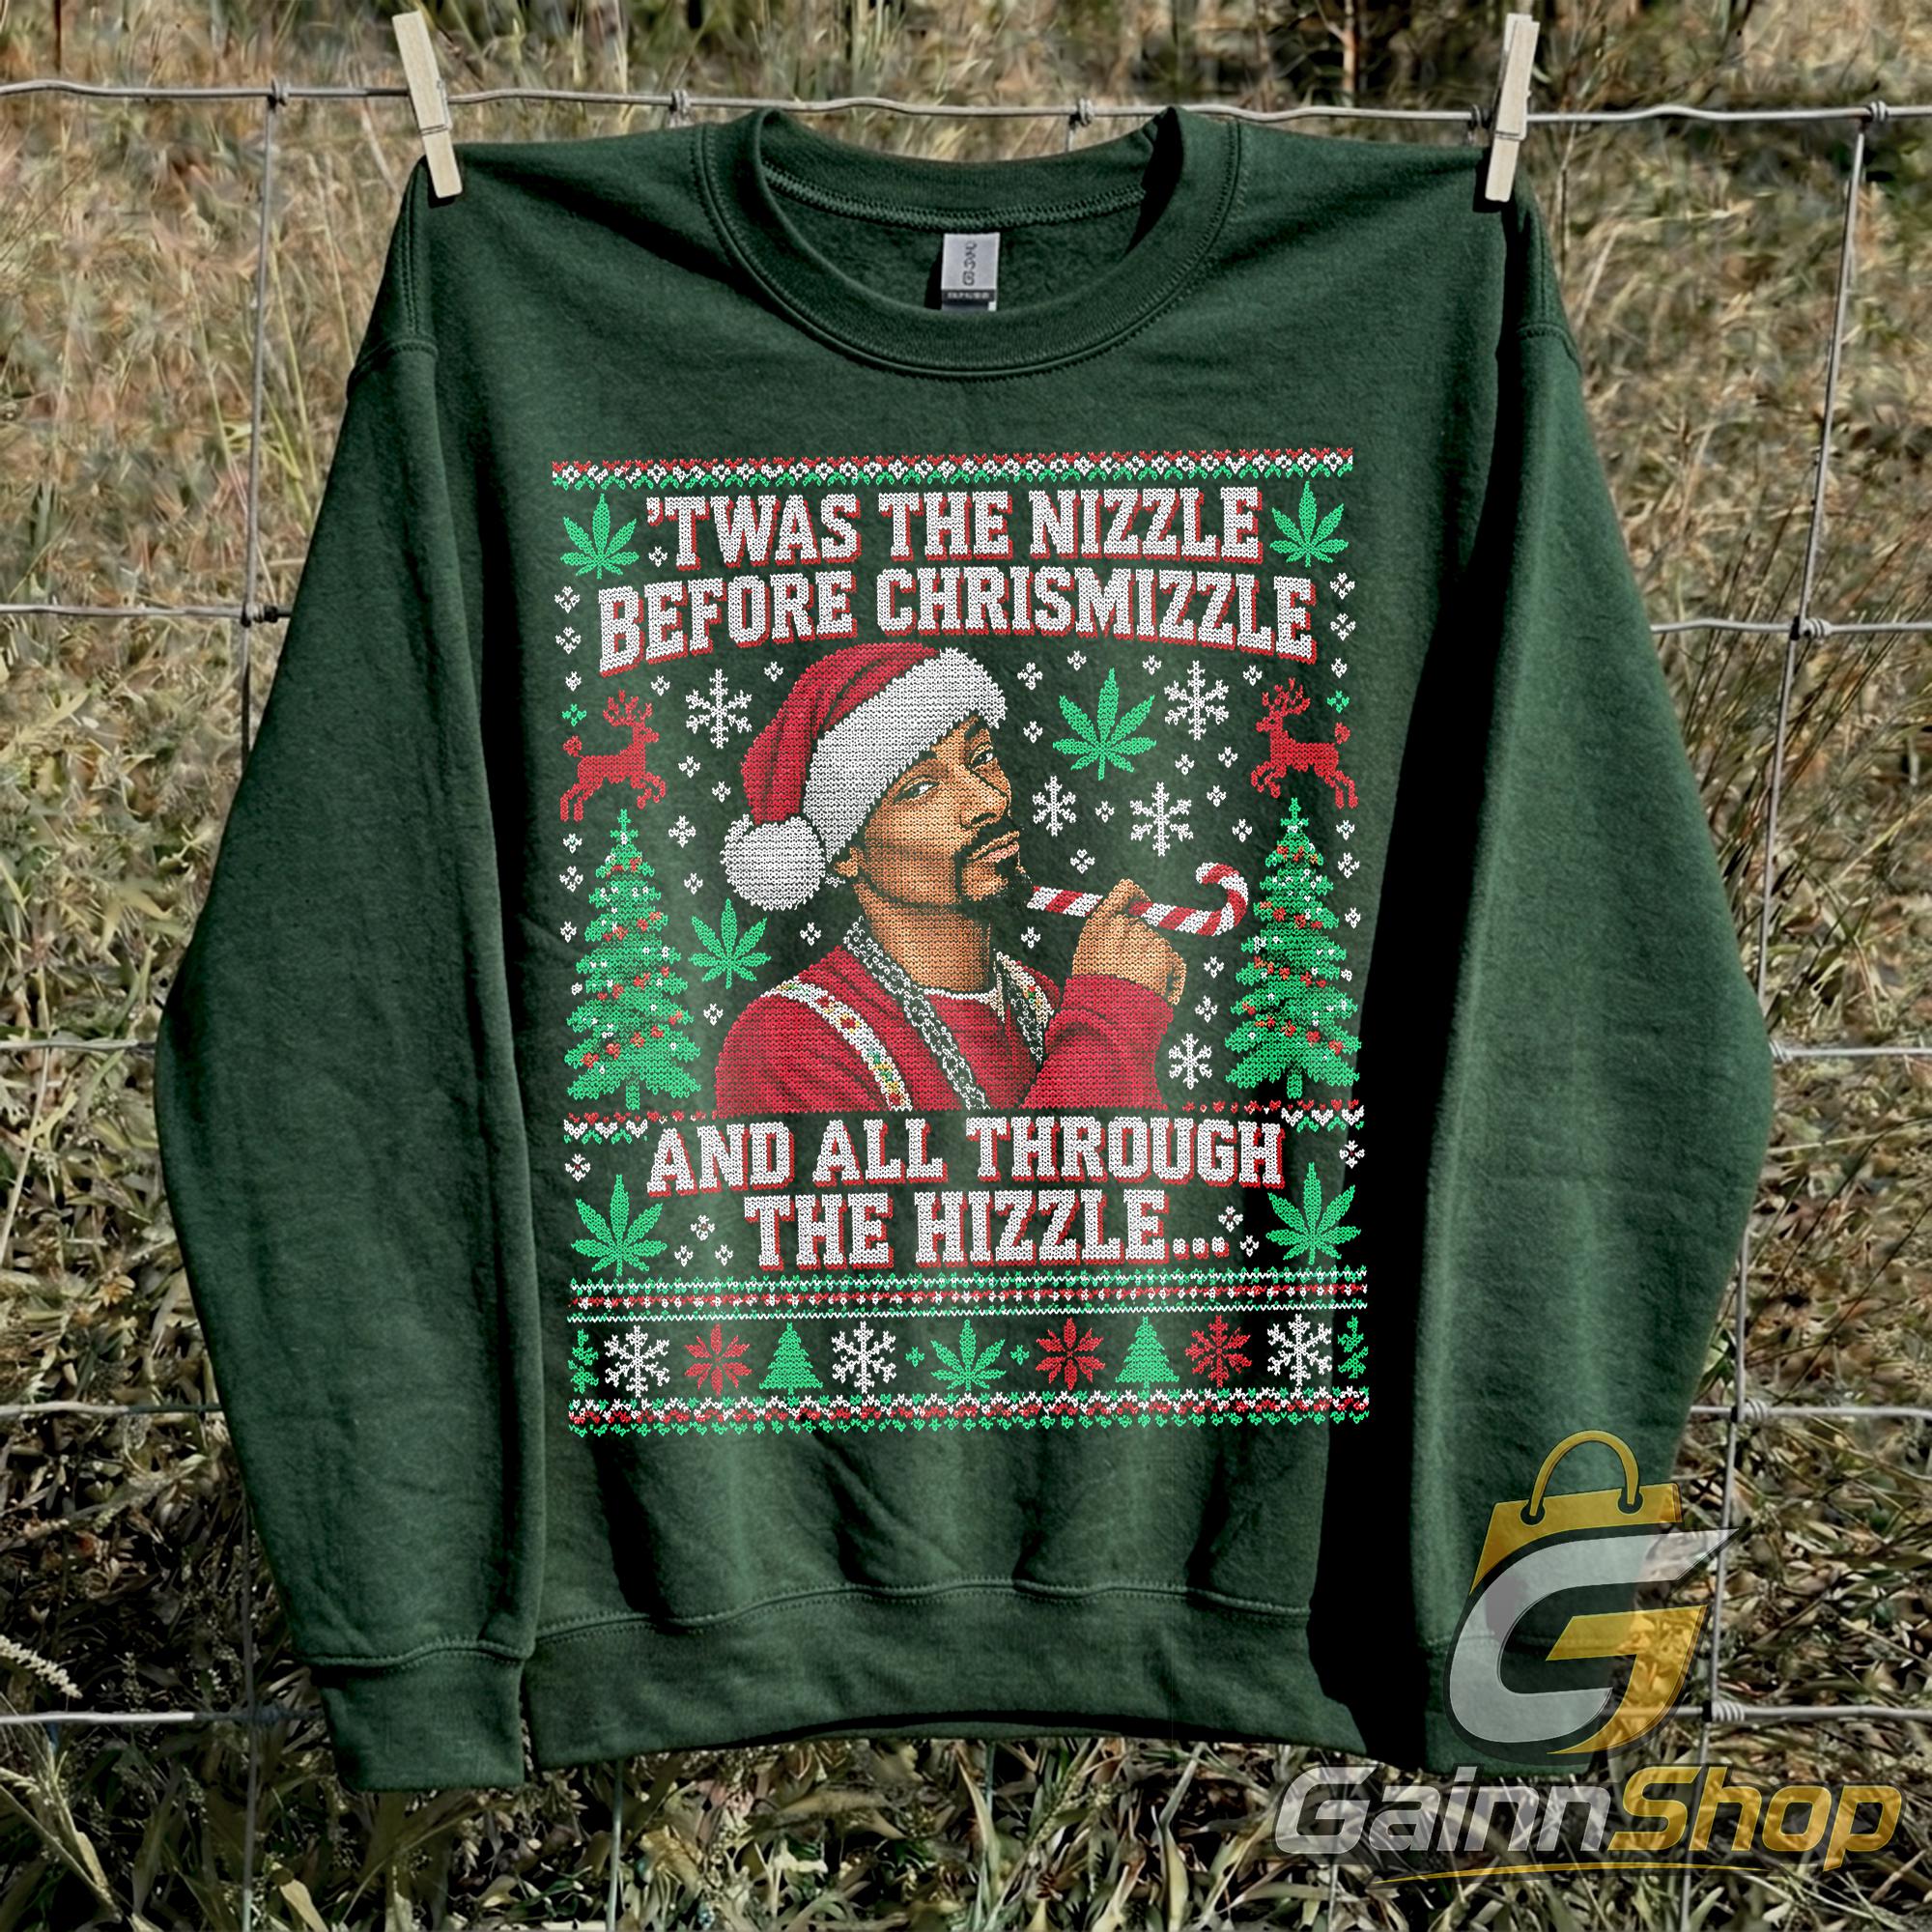 'TWAS THE NIZZLE
BEFORE CHRISMIZZLE
AND ALL THROUGH
THE HIZZLE...
GainnShop